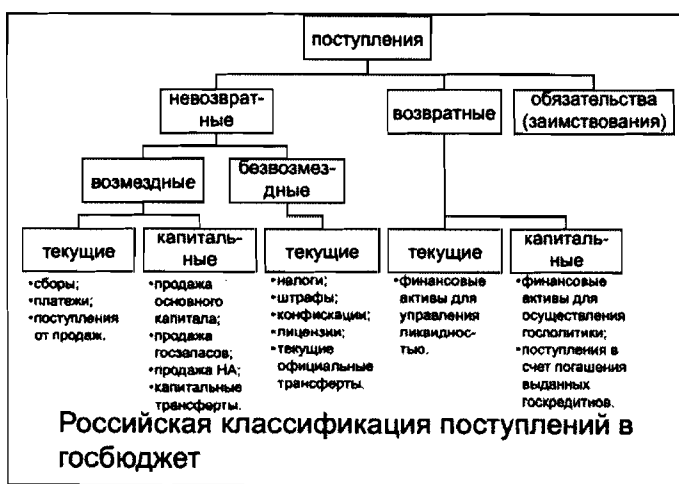 поступления
невозврат-
ные
возвратные
обязательства
(заимствования)
возмездные
безвозмез-
дные
текущие
•сборы;
•платежи;
•поступления
от продаж.
капиталь-
ные
•продажа
основного
капитала;
•продажа
госзапасов;
•продажа НА;
•капитальные
трансферты.
текущие
•налоги;
•штрафы;
•конфискации;
•лицензии;
•текущие
официальные
трансферты.
текущие
•финансовые
активы для
управления
ликвиднос-
тью.
капиталь-
ные
•финансовые
активы для
осуществления
госполитики;
•поступления в
счет погашения
выданных
госкредитнов.
Российская классификация поступлений в
госбюджет